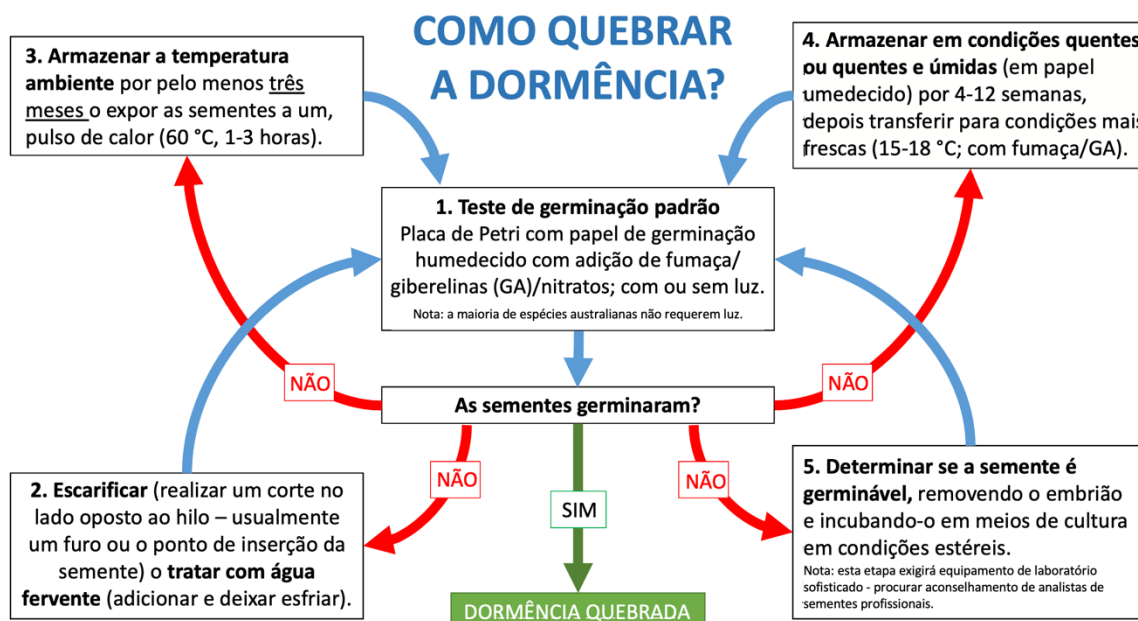 COMO QUEBRAR
A DORMÊNCIA?
3. Armazenar a temperatura
ambiente por pelo menos três
meses o expor as sementes a um,
pulso de calor (60 °C, 1-3 horas).
4. Armazenar em condições quentes
ou quentes e úmidas (em papel
umedecido) por 4-12 semanas,
depois transferir para condições mais
frescas (15-18 °C; com fumaça/GA).
1. Teste de germinação padrão
Placa de Petri com papel de germinação
humedecido com adição de fumaça/
giberelinas (GA)/nitratos; com ou sem luz.
Nota: a maioria de espécies australianas não requerem luz.
NÃO
NÃO
As sementes germinaram?
NÃO
NÃO
SIM
2. Escarificar (realizar um corte no
lado oposto ao hilo – usualmente
um furo ou o ponto de inserção da
semente) o tratar com água
fervente (adicionar e deixar esfriar).
5. Determinar se a semente é
germinável, removendo o embrião
e incubando-o em meios de cultura
em condições estéreis.
Nota: esta etapa exigirá equipamento de laboratório
sofisticado - procurar aconselhamento de analistas de
sementes profissionais.
DORMÊNCIA QUEBRADA